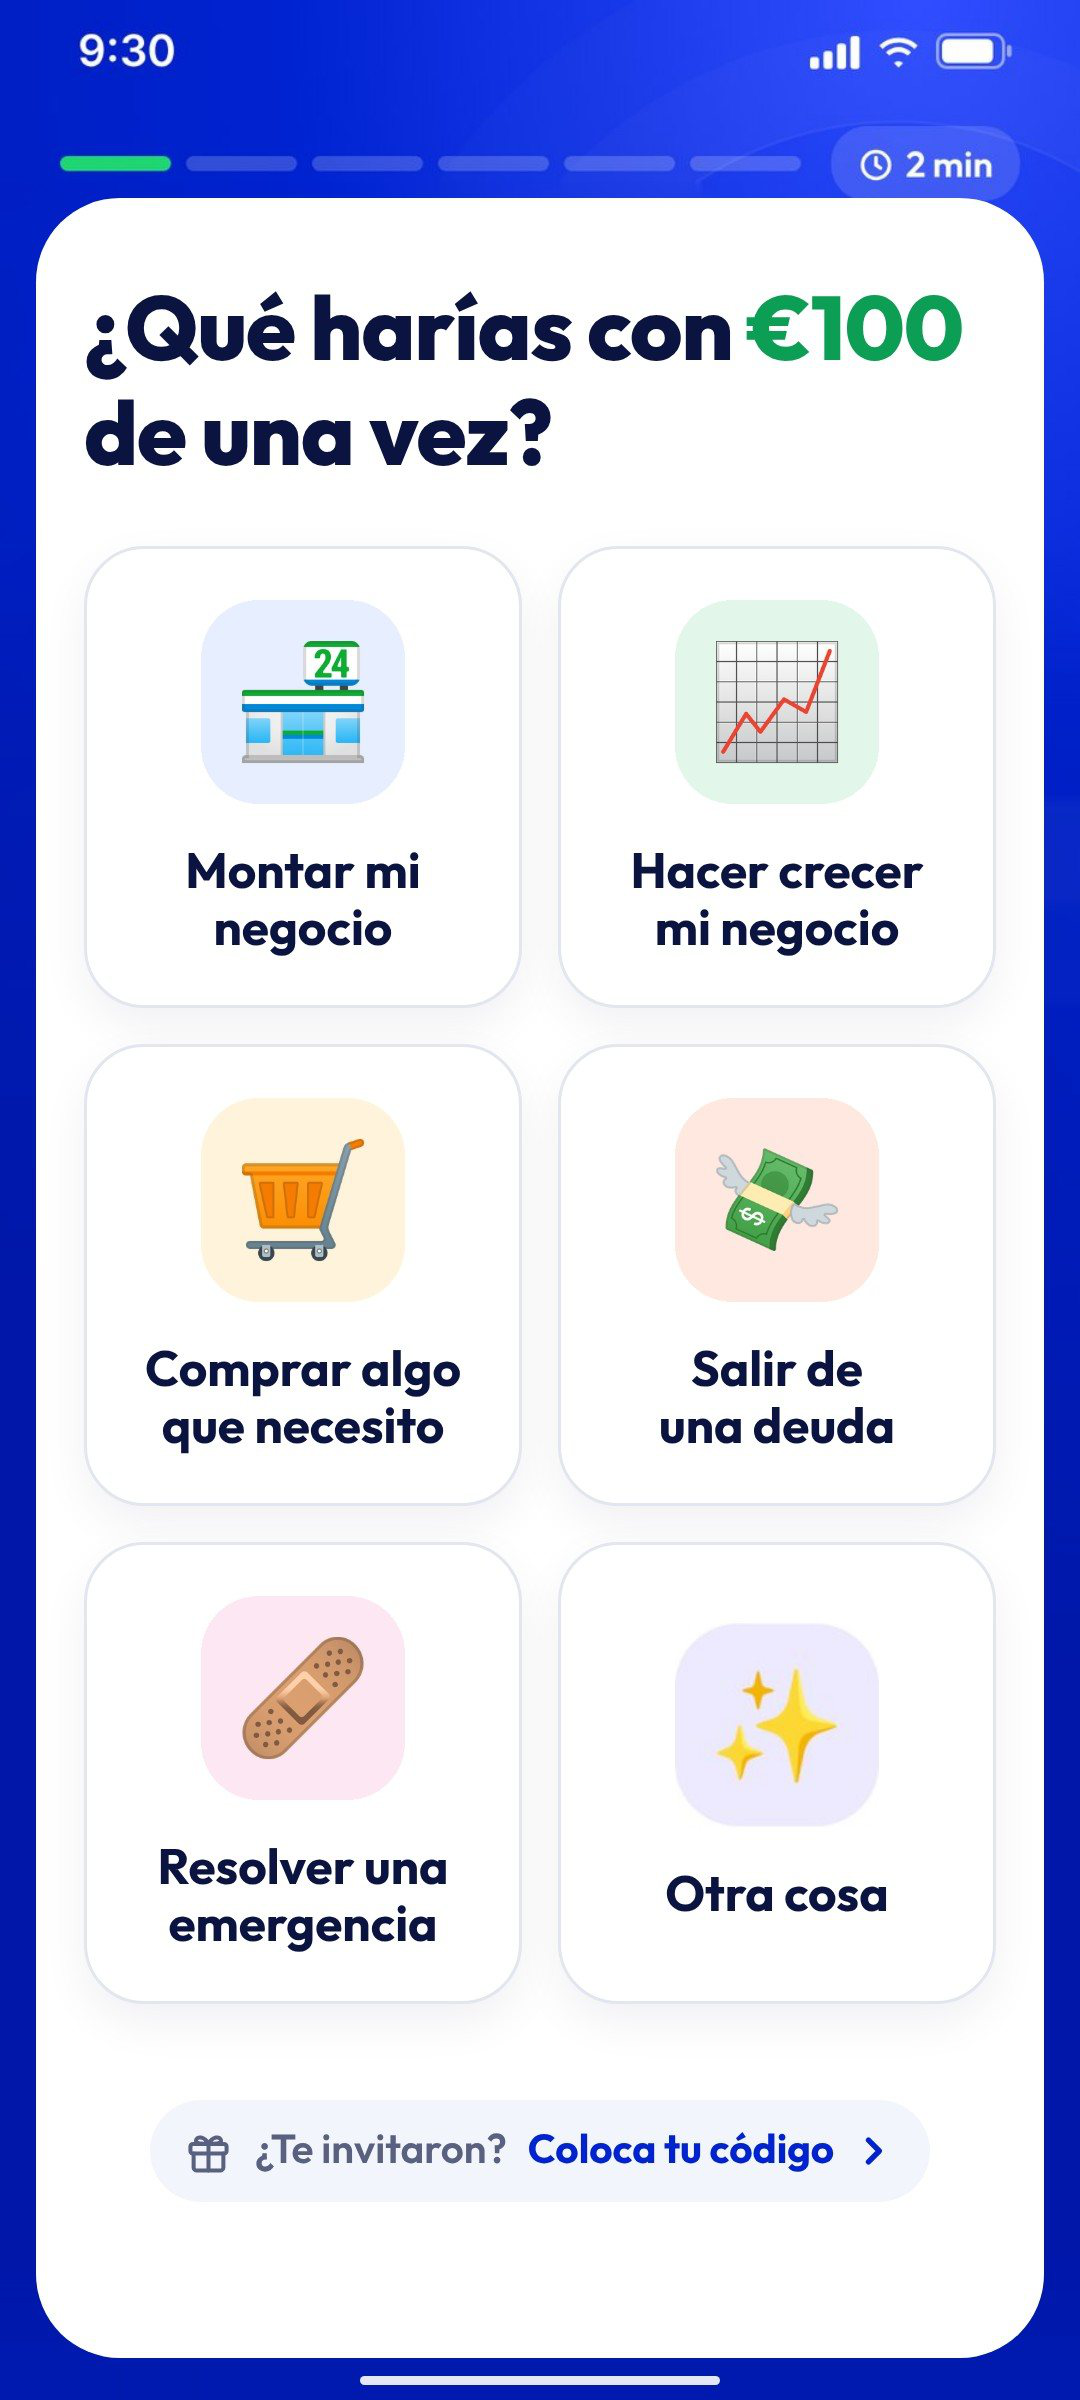 9:30
2 min
¿Qué harías con €100
de una vez?
24
Montar mi
negocio
Hacer crecer
mi negocio
$
Comprar algo
que necesito
Salir de
una deuda
Resolver una
emergencia
Otra cosa
¿Te invitaron? Coloca tu código